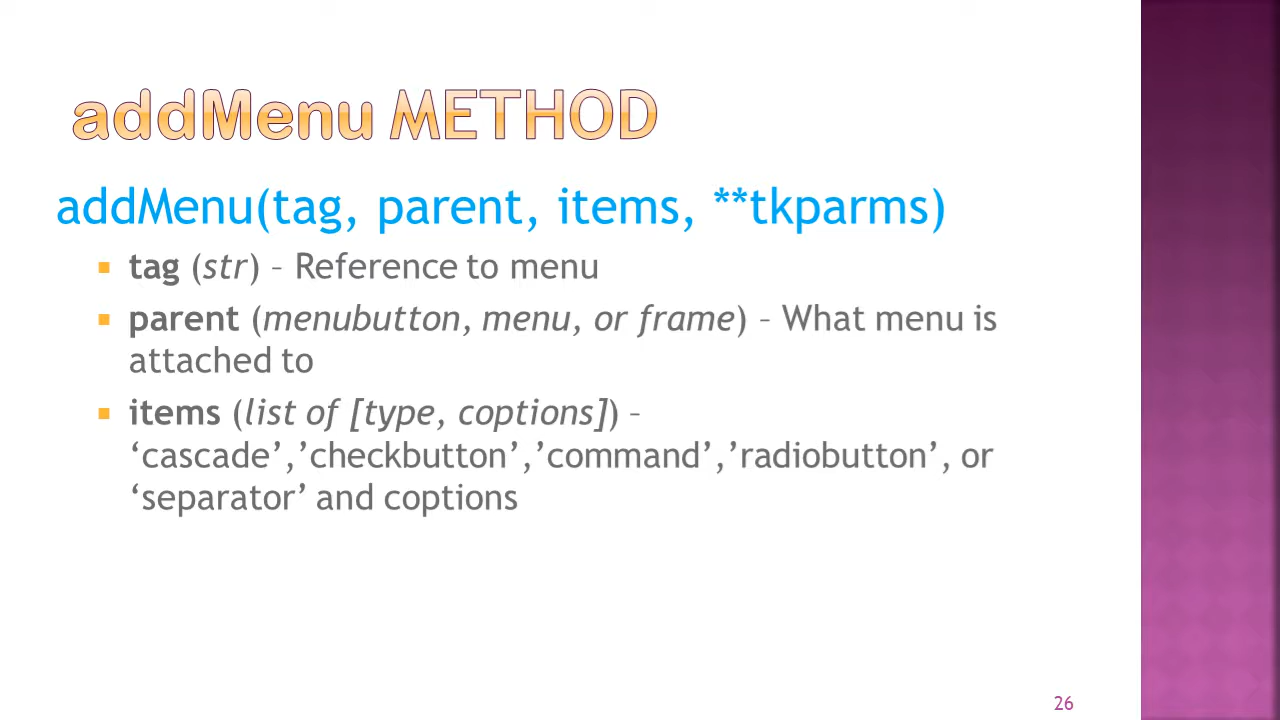 addMenu METHOD
addMenu(tag, parent, items, **tkparms)
▪ tag (str) – Reference to menu
▪ parent (menubutton, menu, or frame) – What menu is
attached to
▪ items (list of [type, coptions]) –
‘cascade’,’checkbutton’,’command’,’radiobutton’, or
‘separator’ and coptions
26